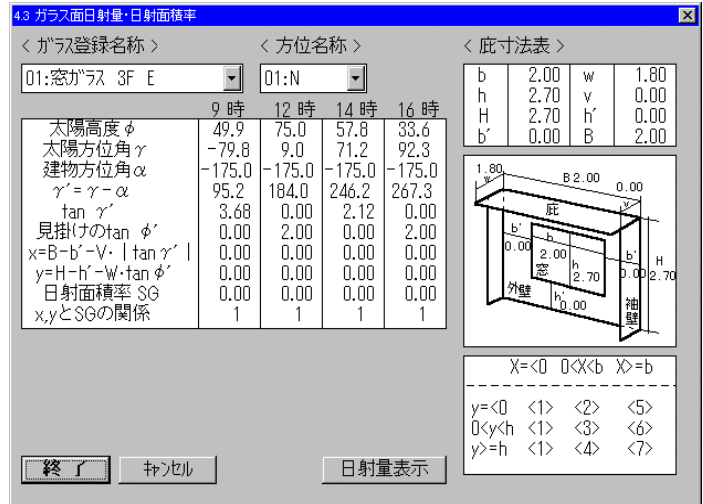 4.3 ガラス面日射量・日射面積率
< ｶﾞﾗｽ登録名称 > < 方位名称 > < 庇寸法表 >
01:窓ｶﾞﾗｽ 3F E 01:N
b 2.00 w 1.80
h 2.70 v 0.00
H 2.70 h′ 0.00
b′ 0.00 B 2.00
9 時 12 時 14 時 16 時
太陽高度φ 49.9 75.0 57.8 33.6
太陽方位角γ -79.8 9.0 71.2 92.3
建物方位角α -175.0 -175.0 -175.0 -175.0
γ′=γ-α 95.2 184.0 246.2 267.3
tan γ′ 3.68 0.00 2.12 0.00
見掛けのtan φ′ 0.00 2.00 0.00 2.00
x=B-b′-V・|tanγ′| 0.00 0.00 0.00 0.00
y=H-h′-W・tanφ′ 0.00 0.00 0.00 0.00
日射面積率 SG 0.00 0.00 0.00 0.00
x,yとSGの関係 1 1 1 1
1.80 B 2.00 0.00
w v
庇
b′ b b′ H
0.00 2.00 0.00 2.70
窓 h 2.70
外壁 h′ 0.00 袖壁
X=<0 0<X<b X>=b
y=<0 <1> <2> <5>
0<y<h <1> <3> <6>
y>=h <1> <4> <7>
終 了 ｷｬﾝｾﾙ 日射量表示